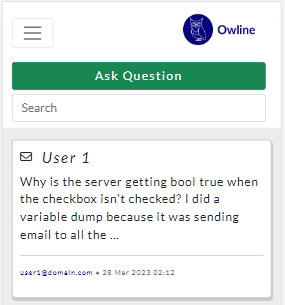 Owline
Ask Question
Search
User 1
Why is the server getting bool true when
the checkbox isn't checked? I did a
variable dump because it was sending
email to all the ...
user1@domain.com • 28 Mar 2023 02:12